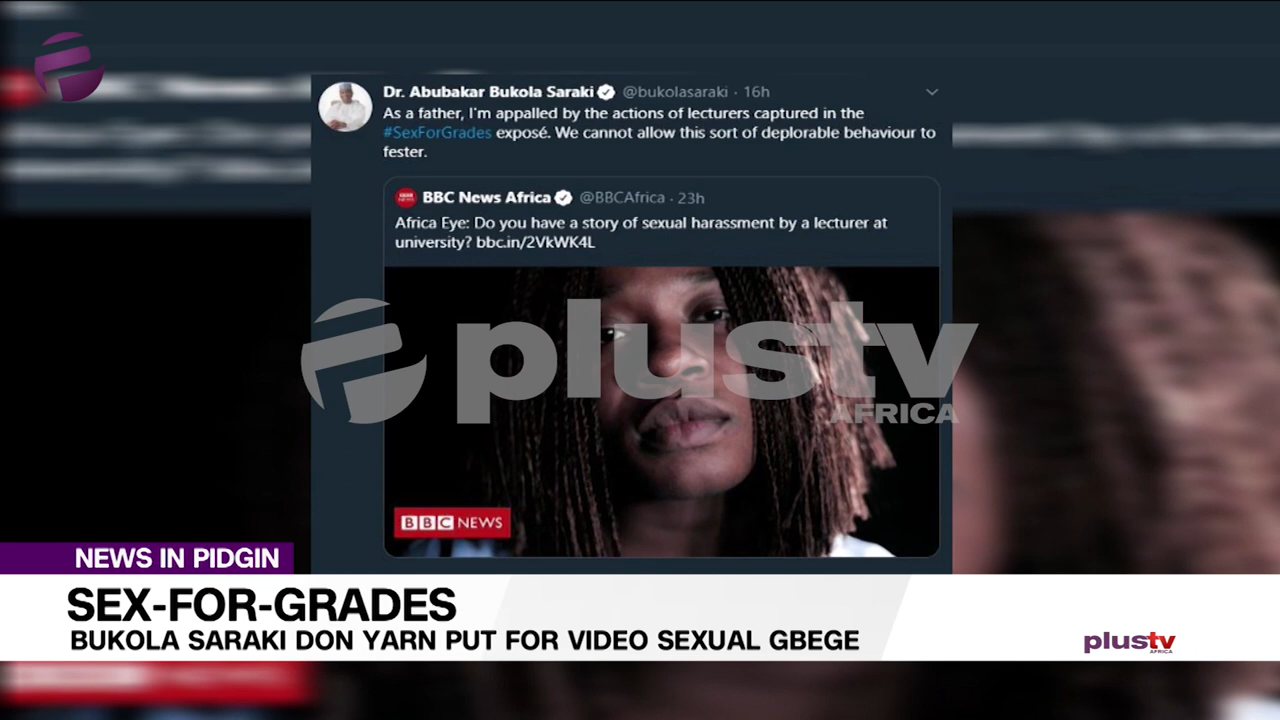 Dr. Abubakar Bukola Saraki @bukolasaraki · 16h
As a father, I'm appalled by the actions of lecturers captured in the
#SexForGrades exposé. We cannot allow this sort of deplorable behaviour to
fester.
BBC News Africa @BBCAfrica · 23h
Africa Eye: Do you have a story of sexual harassment by a lecturer at
university? bbc.in/2VkWK4L
plustv
AFRICA
BBC NEWS
NEWS IN PIDGIN
SEX-FOR-GRADES
BUKOLA SARAKI DON YARN PUT FOR VIDEO SEXUAL GBEGE
plustv
AFRICA